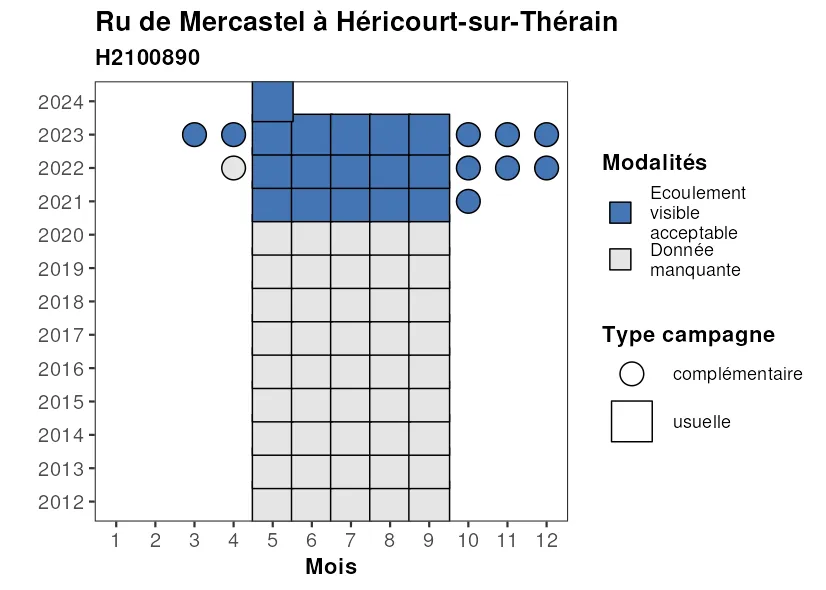 Ru de Mercastel à Héricourt-sur-Thérain
H2100890
2024
2023
2022
2021
2020
2019
2018
2017
2016
2015
2014
2013
2012
1 2 3 4 5 6 7 8 9 10 11 12
Mois
Modalités
Ecoulement
visible
acceptable
Donnée
manquante
Type campagne
complémentaire
usuelle